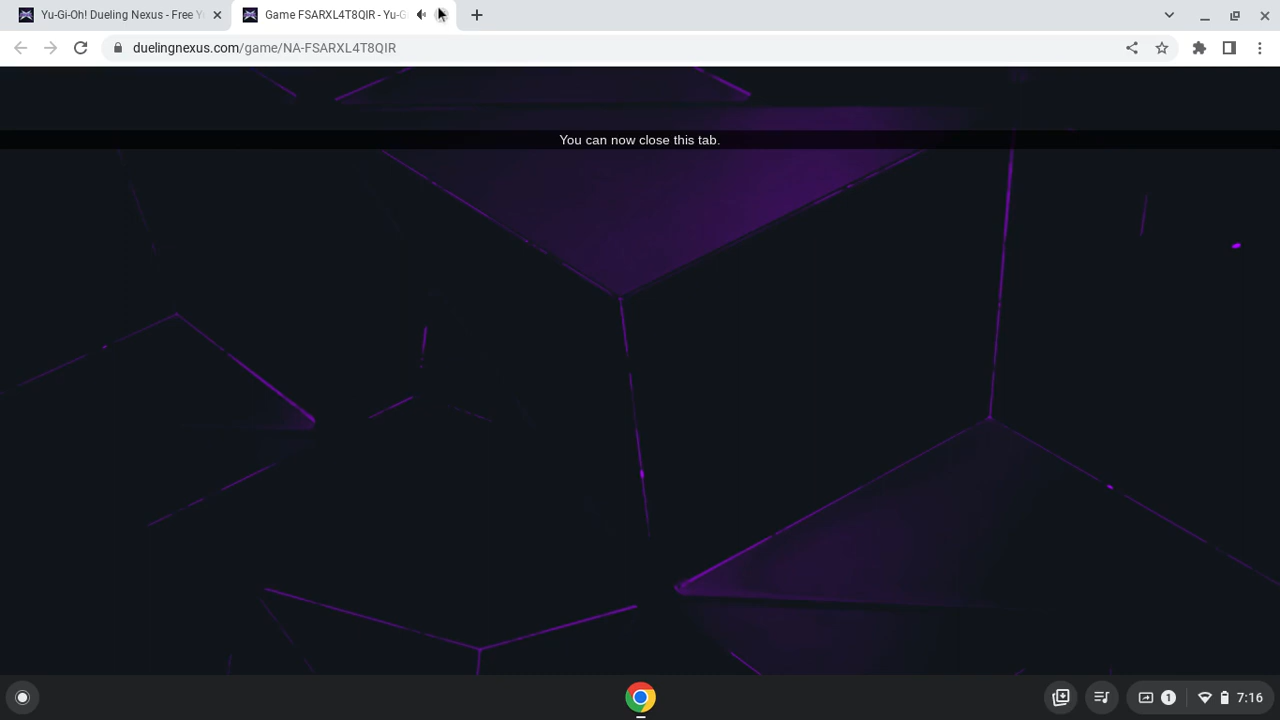 Yu-Gi-Oh! Dueling Nexus - Free Y
Game FSARXL4T8QIR - Yu-G
duelingnexus.com/game/NA-FSARXL4T8QIR
You can now close this tab.
1
7:16